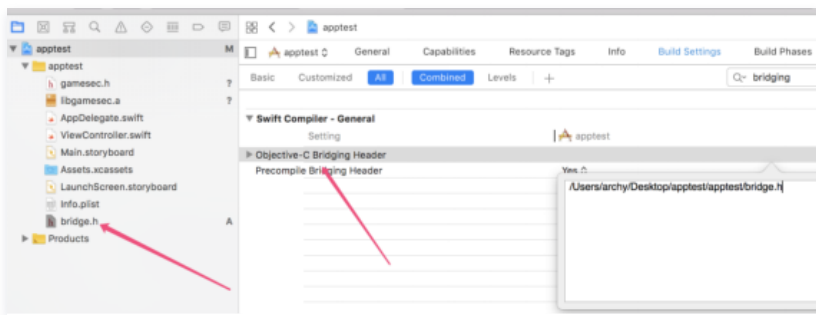 apptest
apptest M
apptest General Capabilities Resource Tags Info Build Settings Build Phases
apptest
gamesec.h ?
Basic Customized All Combined Levels + bridging
libgamesec.a ?
AppDelegate.swift
Swift Compiler - General
ViewController.swift
Setting apptest
Main.storyboard
Objective-C Bridging Header
Assets.xcassets
Precompile Bridging Header Yes
LaunchScreen.storyboard
/Users/archy/Desktop/apptest/apptest/bridge.h
Info.plist
bridge.h A
Products